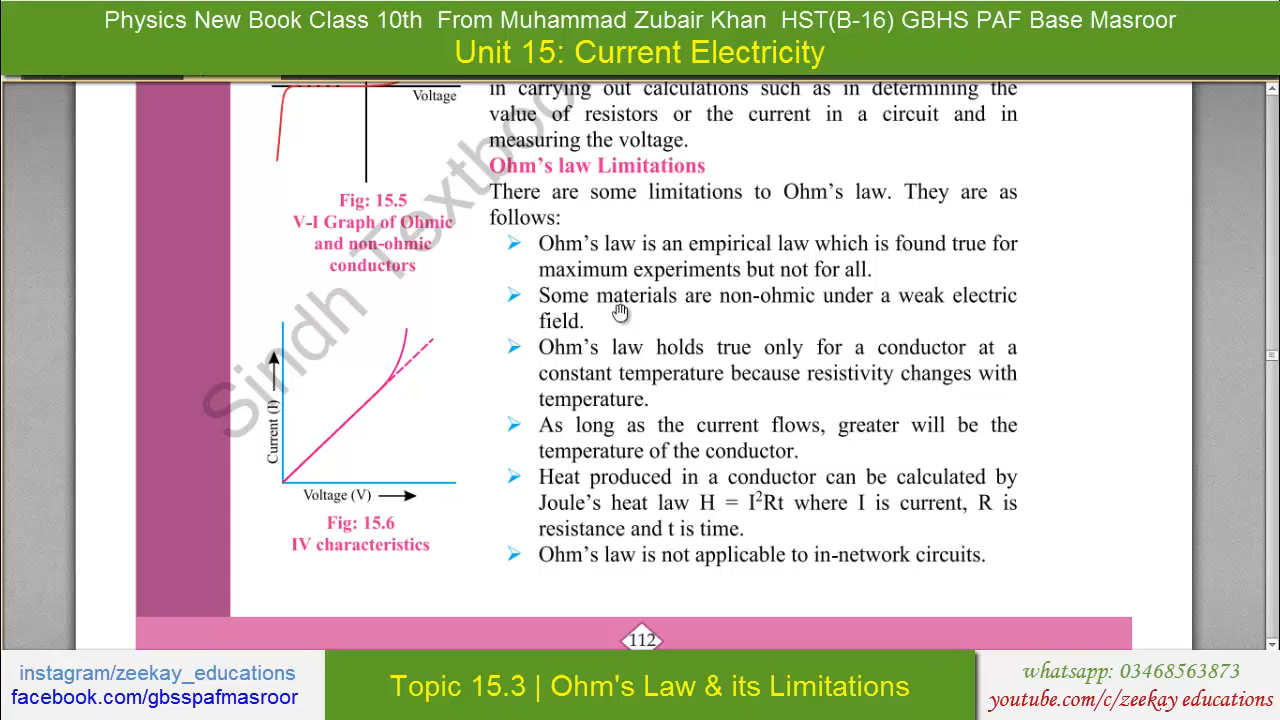 Physics New Book Class 10th From Muhammad Zubair Khan HST(B-16) GBHS PAF Base Masroor
Unit 15: Current Electricity
Voltage
Fig: 15.5
V-I Graph of Ohmic
and non-ohmic
conductors
Current (I)
Voltage (V)
Fig: 15.6
IV characteristics
in carrying out calculations such as in determining the
value of resistors or the current in a circuit and in
measuring the voltage.
Ohm's law Limitations
There are some limitations to Ohm's law. They are as
follows:
Ohm's law is an empirical law which is found true for
maximum experiments but not for all.
Some materials are non-ohmic under a weak electric
field.
Ohm's law holds true only for a conductor at a
constant temperature because resistivity changes with
temperature.
As long as the current flows, greater will be the
temperature of the conductor.
Heat produced in a conductor can be calculated by
Joule's heat law H = I²Rt where I is current, R is
resistance and t is time.
Ohm's law is not applicable to in-network circuits.
Sindh Textboo
112
instagram/zeekay_educations
facebook.com/gbsspafmasroor
Topic 15.3 | Ohm's Law & its Limitations
whatsapp: 03468563873
youtube.com/c/zeekay educations